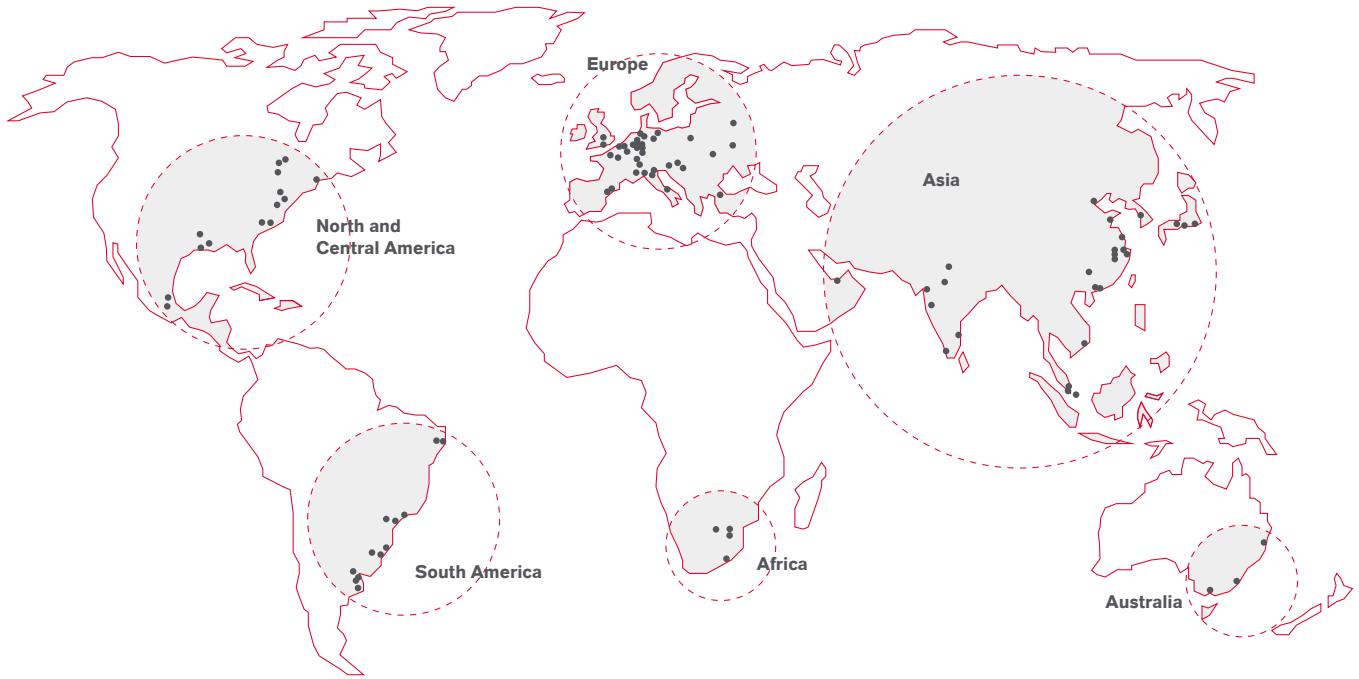 Europe
Asia
North and
Central America
South America
Africa
Australia